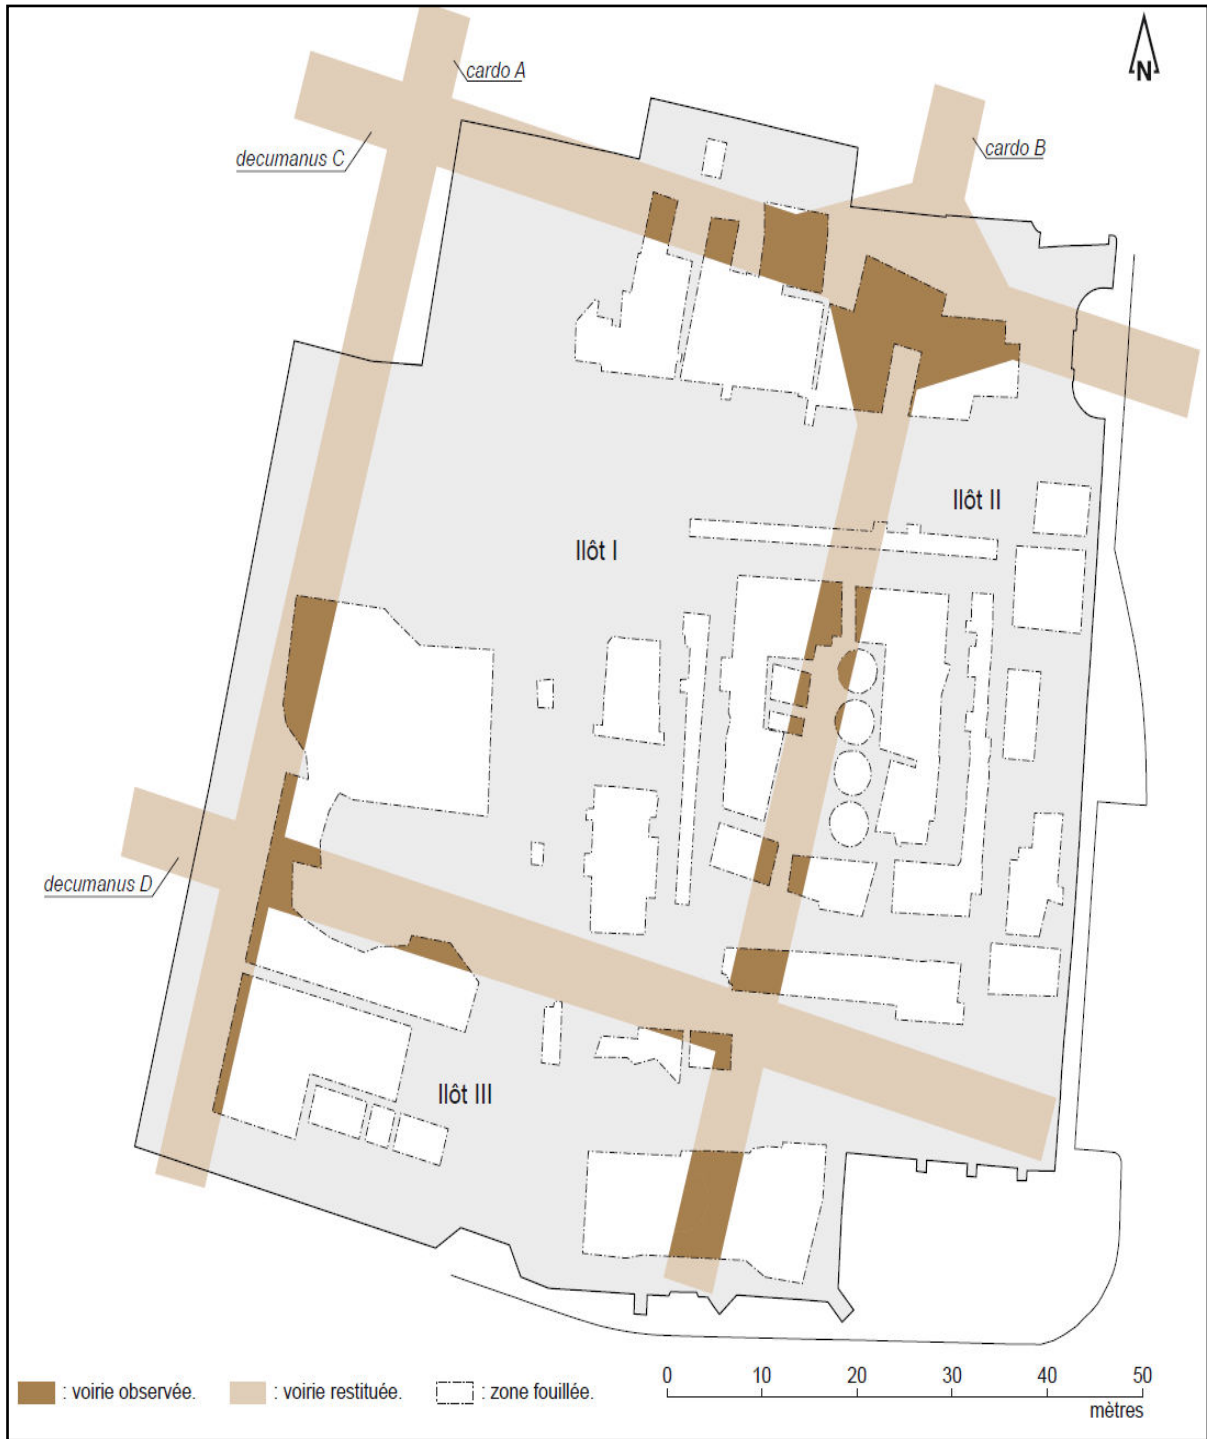 cardo A
N
decumanus C
cardo B
Ilôt II
Ilôt I
decumanus D
Ilôt III
: voirie observée.
: voirie restituée.
: zone fouillée.
0 10 20 30 40 50
mètres